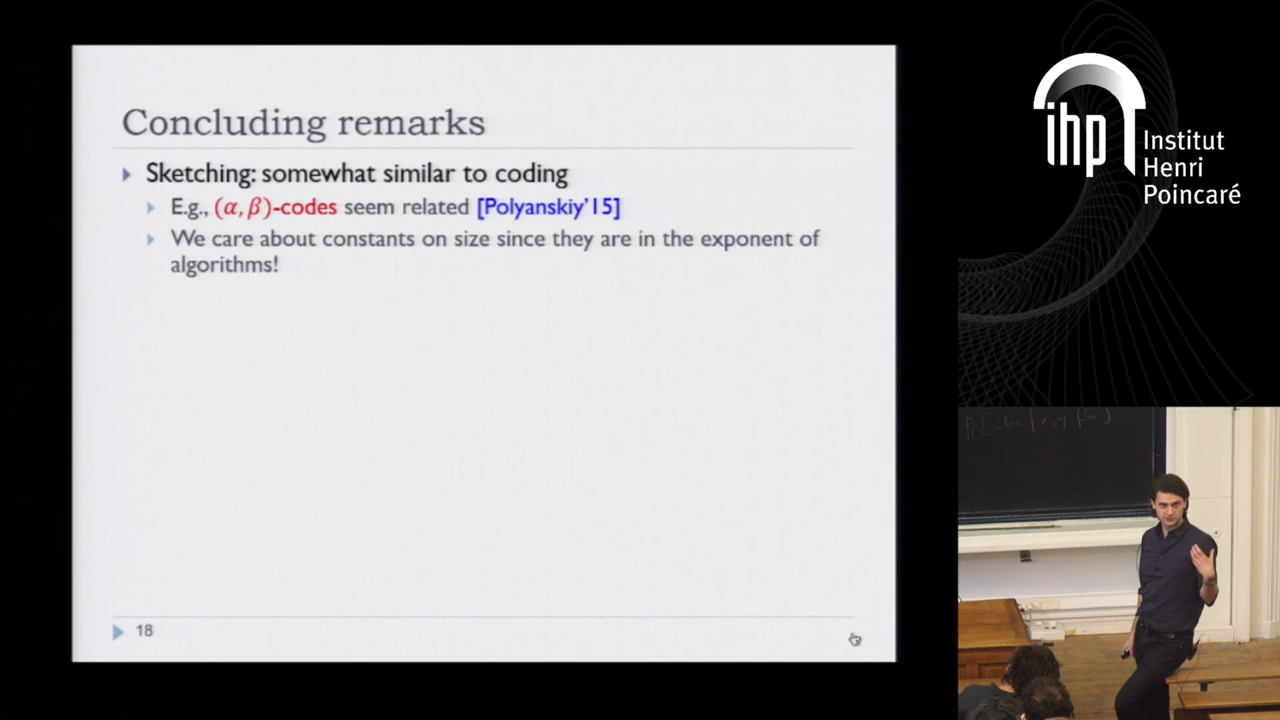 Concluding remarks
Sketching: somewhat similar to coding
E.g., (α, β)-codes seem related [Polyanskiy'15]
We care about constants on size since they are in the exponent of
algorithms!
18
ihp
Institut
Henri
Poincaré